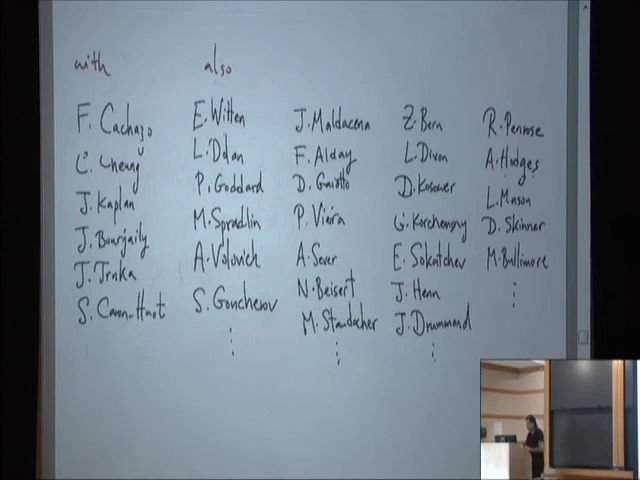 with
F. Cachazo
C. Cheung
J. Kaplan
J. Bourjaily
J. Trnka
S. Caron-Huot
also
E. Witten
L. Dolan
P. Goddard
M. Spradlin
A. Volovich
S. Goncharov
J. Maldacena
F. Alday
D. Gaiotto
P. Vieira
A. Sever
N. Beisert
M. Staudacher
Z. Bern
L. Dixon
D. Kosower
G. Korchemsky
E. Sokatchev
J. Henn
J. Drummond
R. Penrose
A. Hodges
L. Mason
D. Skinner
M. Bullimore